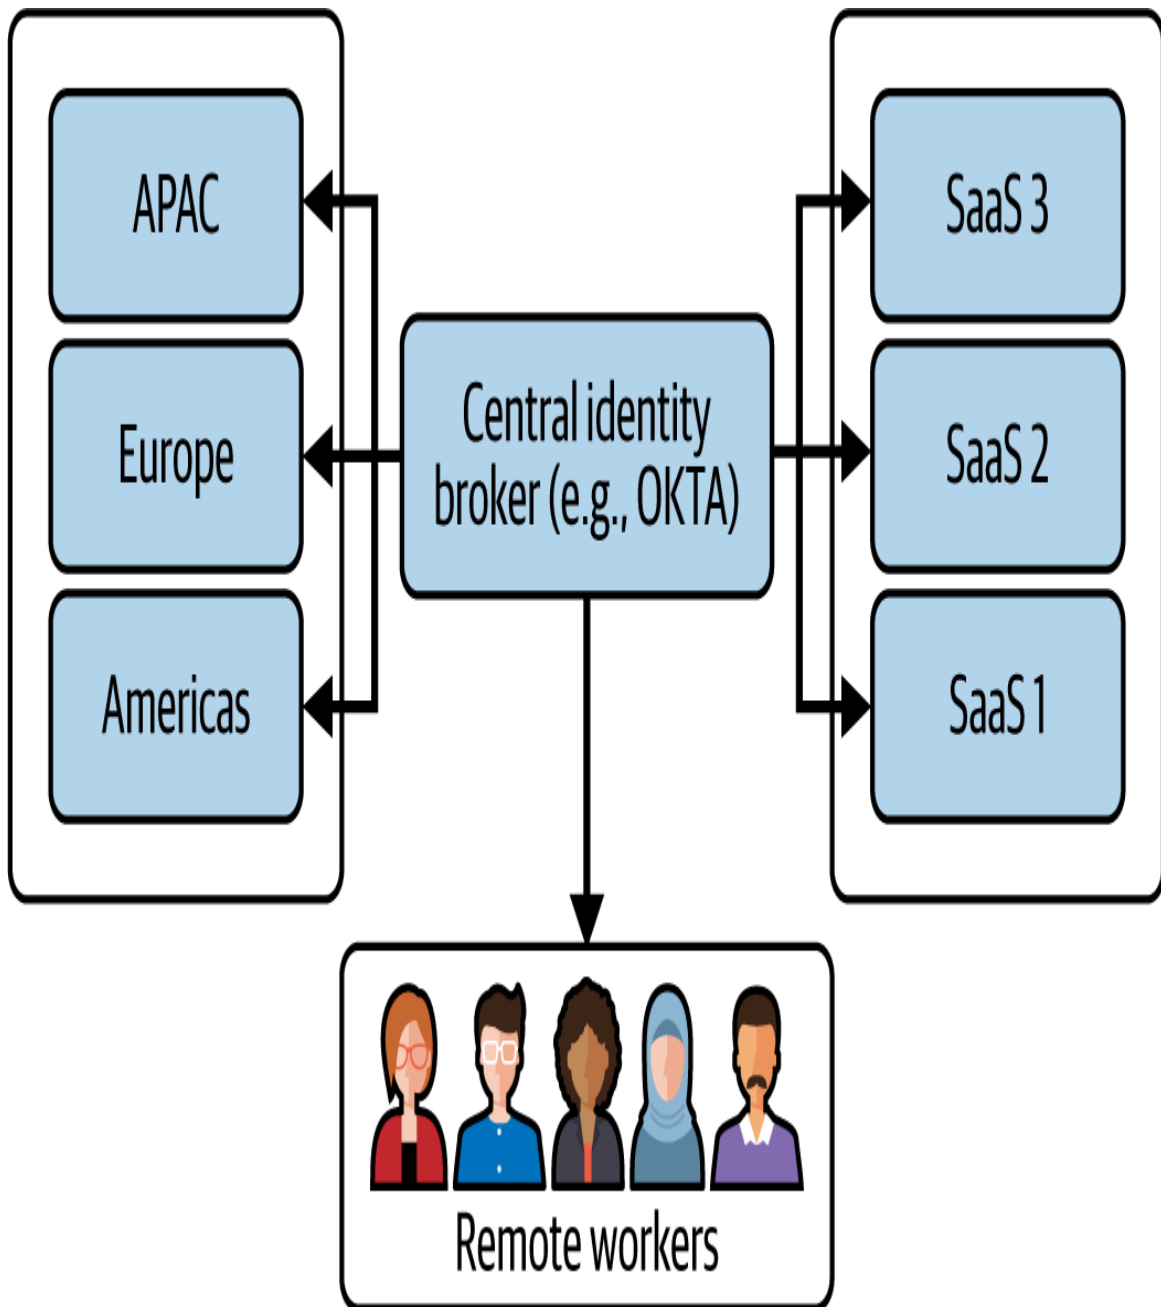 APAC
Europe
Americas
Central identity
broker (e.g., OKTA)
SaaS 3
SaaS 2
SaaS 1
Remote workers